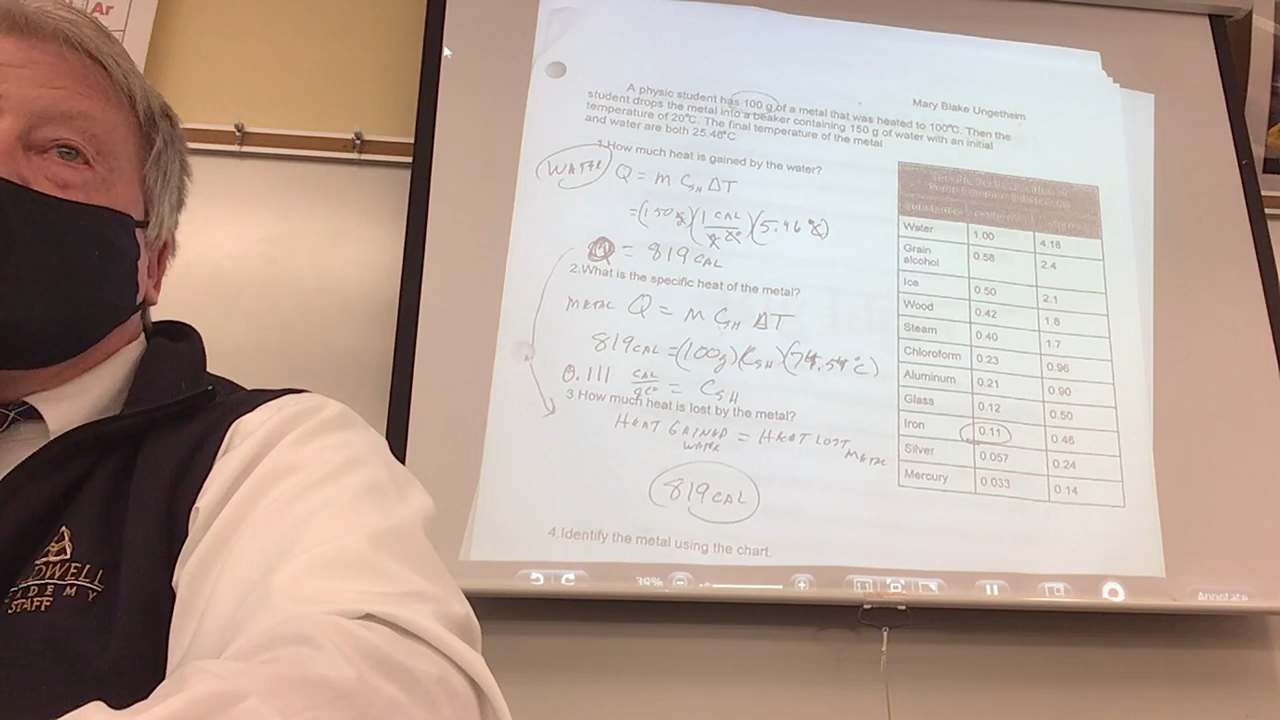 Ar
Mary Blake Ungetheim
A physic student has 100 g of a metal that was heated to 100°C. Then the
student drops the metal into a beaker containing 150 g of water with an initial
temperature of 20°C. The final temperature of the metal
and water are both 25.46°C
1.How much heat is gained by the water?
WATER Q = m CSH ΔT
=(150g)(1 CAL/g C°)(5.46°C)
Q = 819 CAL
2.What is the specific heat of the metal?
METAL Q = m CSH ΔT
819 CAL =(100g)(CSH)(74.54°C)
0.111 CAL/gC° = CSH
3 How much heat is lost by the metal?
HEAT GAINED WATER = HEAT LOST METAL
819 CAL
4.Identify the metal using the chart.
Substance
Water 1.00 4.18
Grain alcohol 0.58 2.4
Ice 0.50 2.1
Wood 0.42 1.8
Steam 0.40 1.7
Chloroform 0.23 0.96
Aluminum 0.21 0.90
Glass 0.12 0.50
Iron 0.11 0.46
Silver 0.057 0.24
Mercury 0.033 0.14
39%
Annotate
DWELL
ADEMY
STAFF